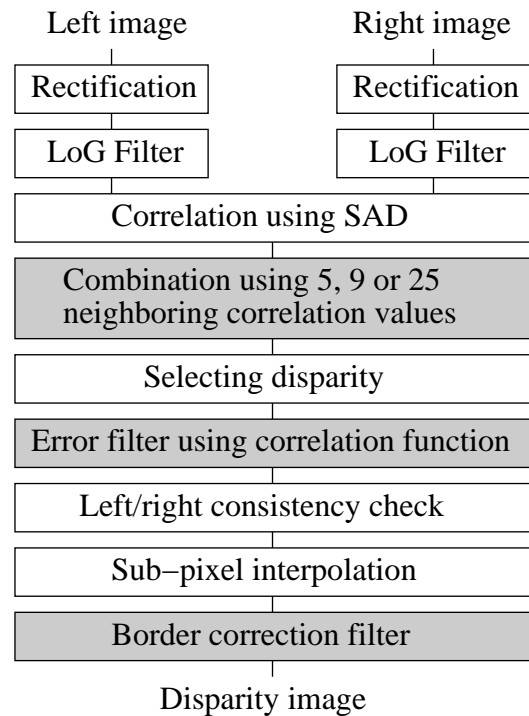 Left image
Right image
Rectification
Rectification
LoG Filter
LoG Filter
Correlation using SAD
Combination using 5, 9 or 25
neighboring correlation values
Selecting disparity
Error filter using correlation function
Left/right consistency check
Sub−pixel interpolation
Border correction filter
Disparity image